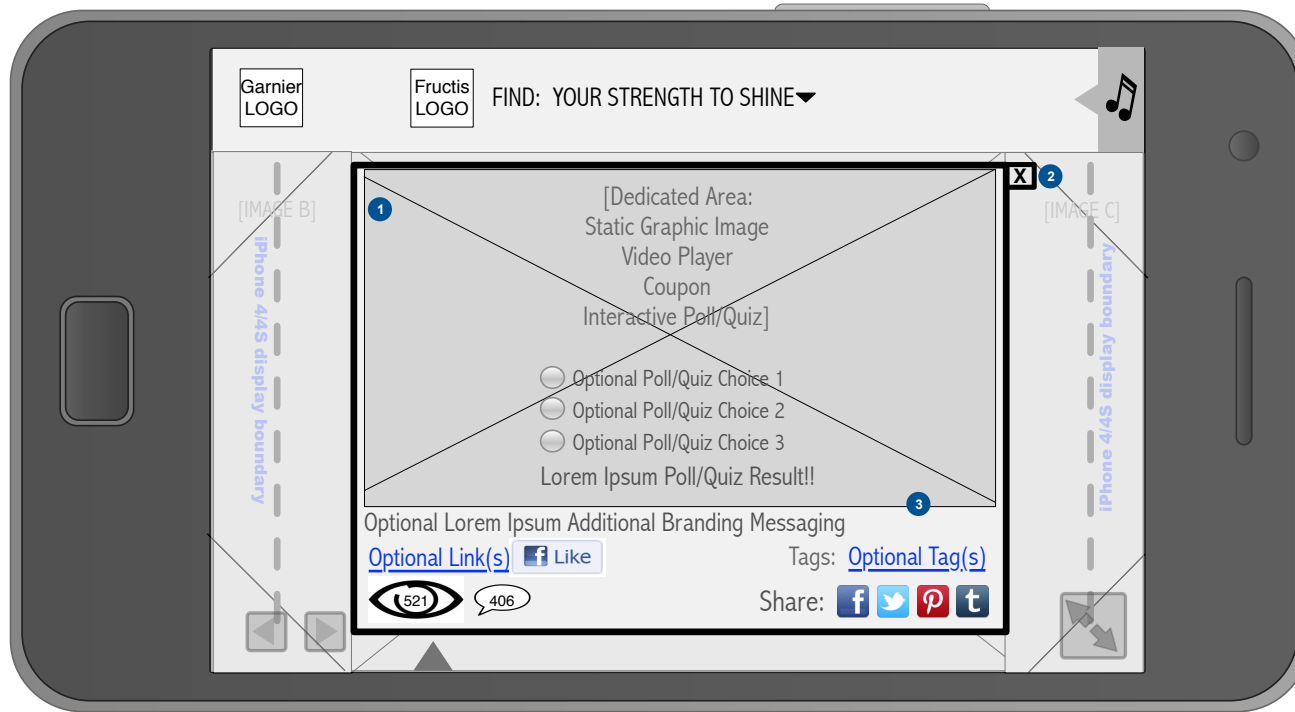 Garnier
LOGO
Fructis
LOGO
FIND: YOUR STRENGTH TO SHINE
X
2
1
[IMAGE B]
[IMAGE C]
iPhone 4/4S display boundary
iPhone 4/4S display boundary
[Dedicated Area:
Static Graphic Image
Video Player
Coupon
Interactive Poll/Quiz]
Optional Poll/Quiz Choice 1
Optional Poll/Quiz Choice 2
Optional Poll/Quiz Choice 3
Lorem Ipsum Poll/Quiz Result!!
3
Optional Lorem Ipsum Additional Branding Messaging
Optional Link(s) f Like
Tags: Optional Tag(s)
521
406
Share: f t